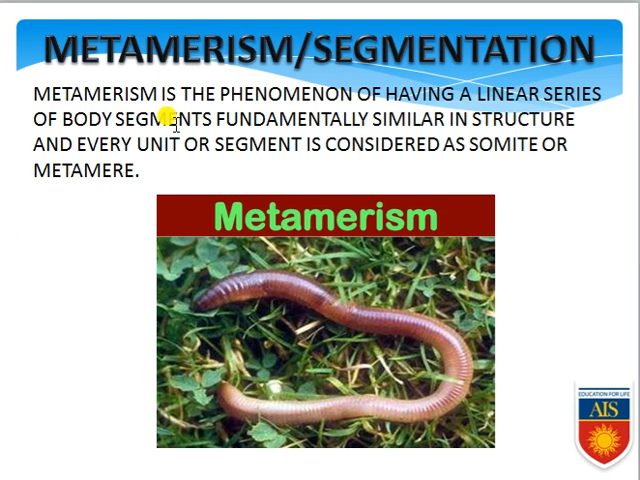 METAMERISM/SEGMENTATION
METAMERISM IS THE PHENOMENON OF HAVING A LINEAR SERIES
OF BODY SEGMENTS FUNDAMENTALLY SIMILAR IN STRUCTURE
AND EVERY UNIT OR SEGMENT IS CONSIDERED AS SOMITE OR
METAMERE.
Metamerism
EDUCATION FOR LIFE
AIS